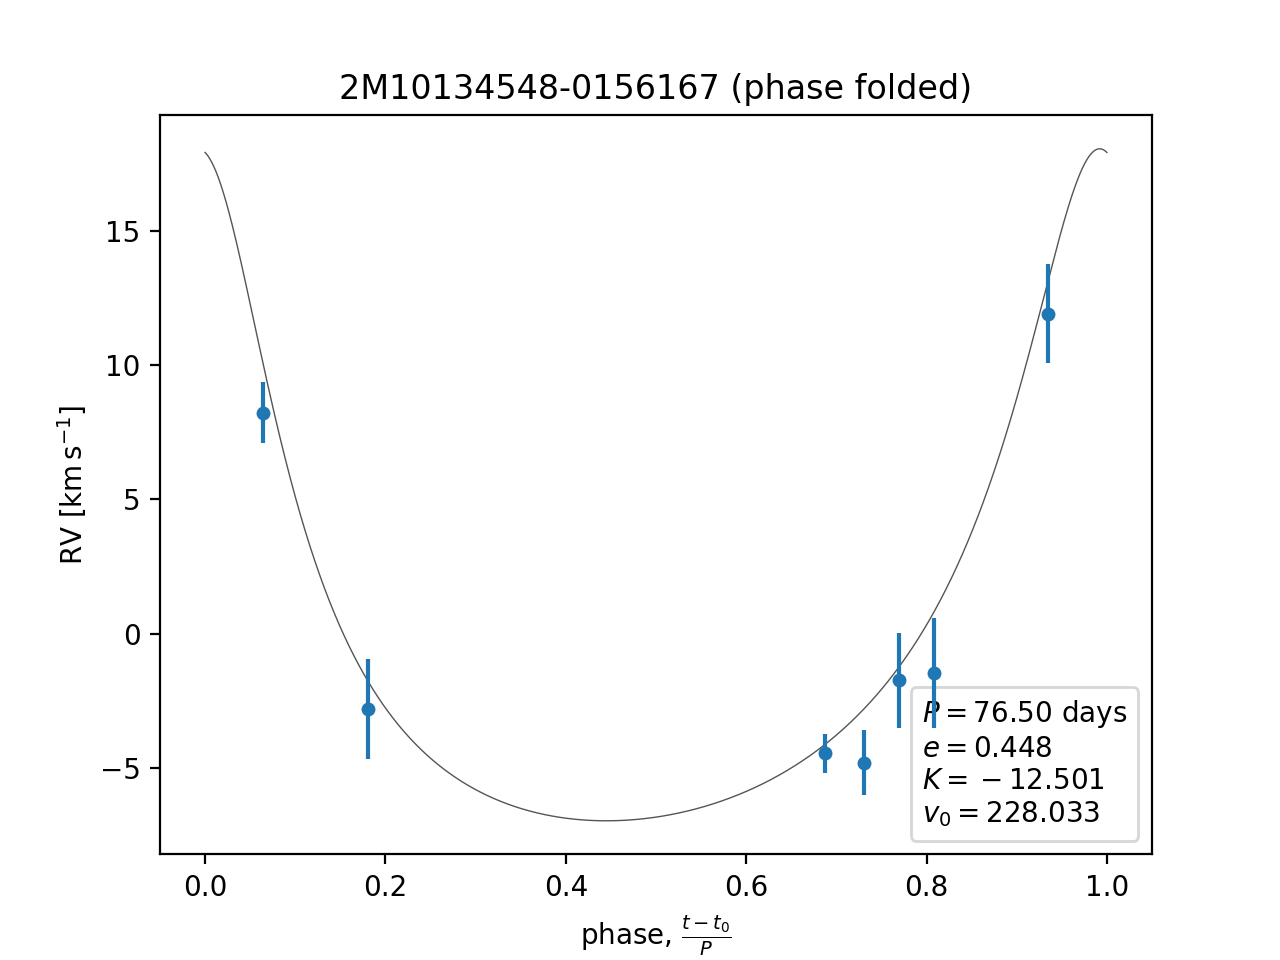 2M10134548-0156167 (phase folded)
15
10
5
0
−5
RV [km s⁻¹]
P = 76.50 days
e = 0.448
K = − 12.501
v₀ = 228.033
0.0 0.2 0.4 0.6 0.8 1.0
phase, (t − t₀)/P